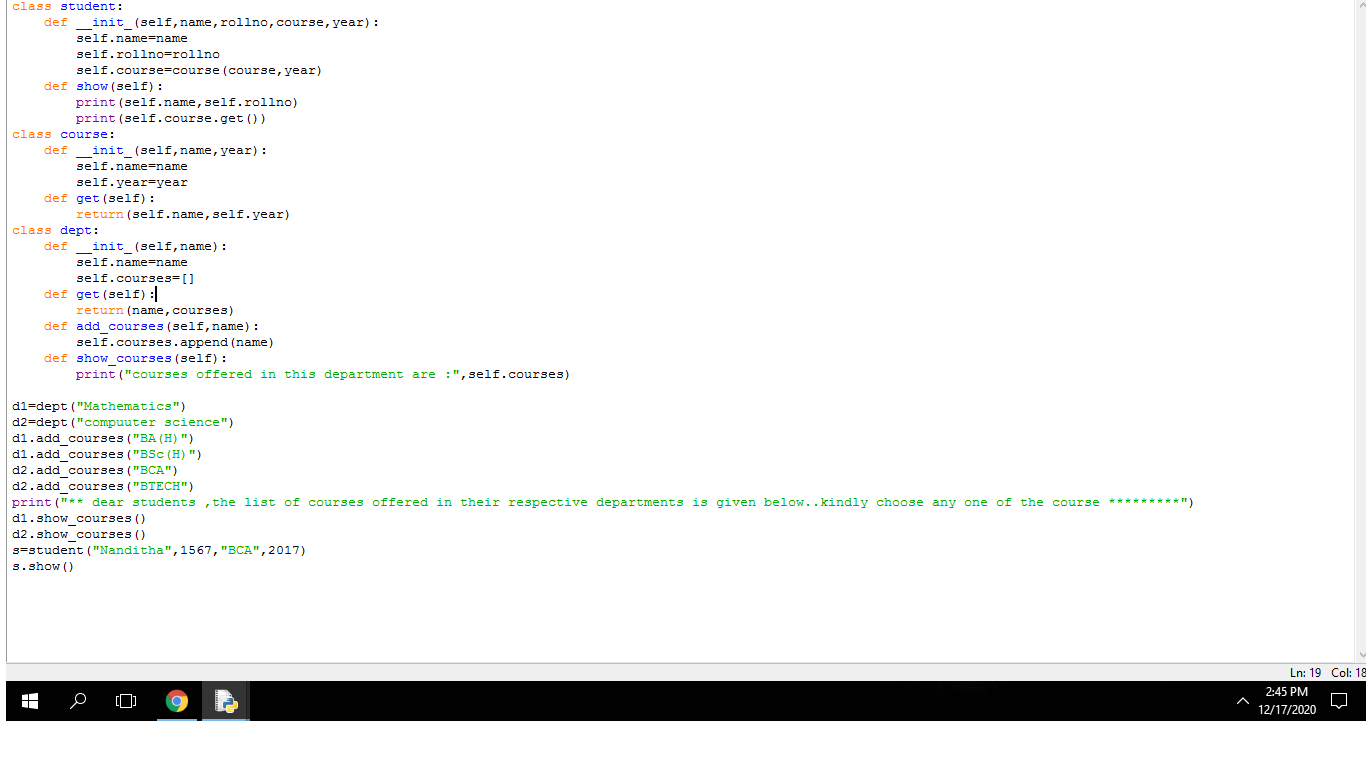 class student:
    def __init_(self,name,rollno,course,year):
        self.name=name
        self.rollno=rollno
        self.course=course(course,year)
    def show(self):
        print(self.name,self.rollno)
        print(self.course.get())
class course:
    def __init_(self,name,year):
        self.name=name
        self.year=year
    def get(self):
        return(self.name,self.year)
class dept:
    def __init_(self,name):
        self.name=name
        self.courses=[]
    def get(self):
        return(name,courses)
    def add_courses(self,name):
        self.courses.append(name)
    def show_courses(self):
        print("courses offered in this department are :",self.courses)

d1=dept("Mathematics")
d2=dept("compuuter science")
d1.add_courses("BA(H)")
d1.add_courses("BSc(H)")
d2.add_courses("BCA")
d2.add_courses("BTECH")
print("** dear students ,the list of courses offered in their respective departments is given below..kindly choose any one of the course *********")
d1.show_courses()
d2.show_courses()
s=student("Nanditha",1567,"BCA",2017)
s.show()
Ln: 19 Col: 18
2:45 PM
12/17/2020